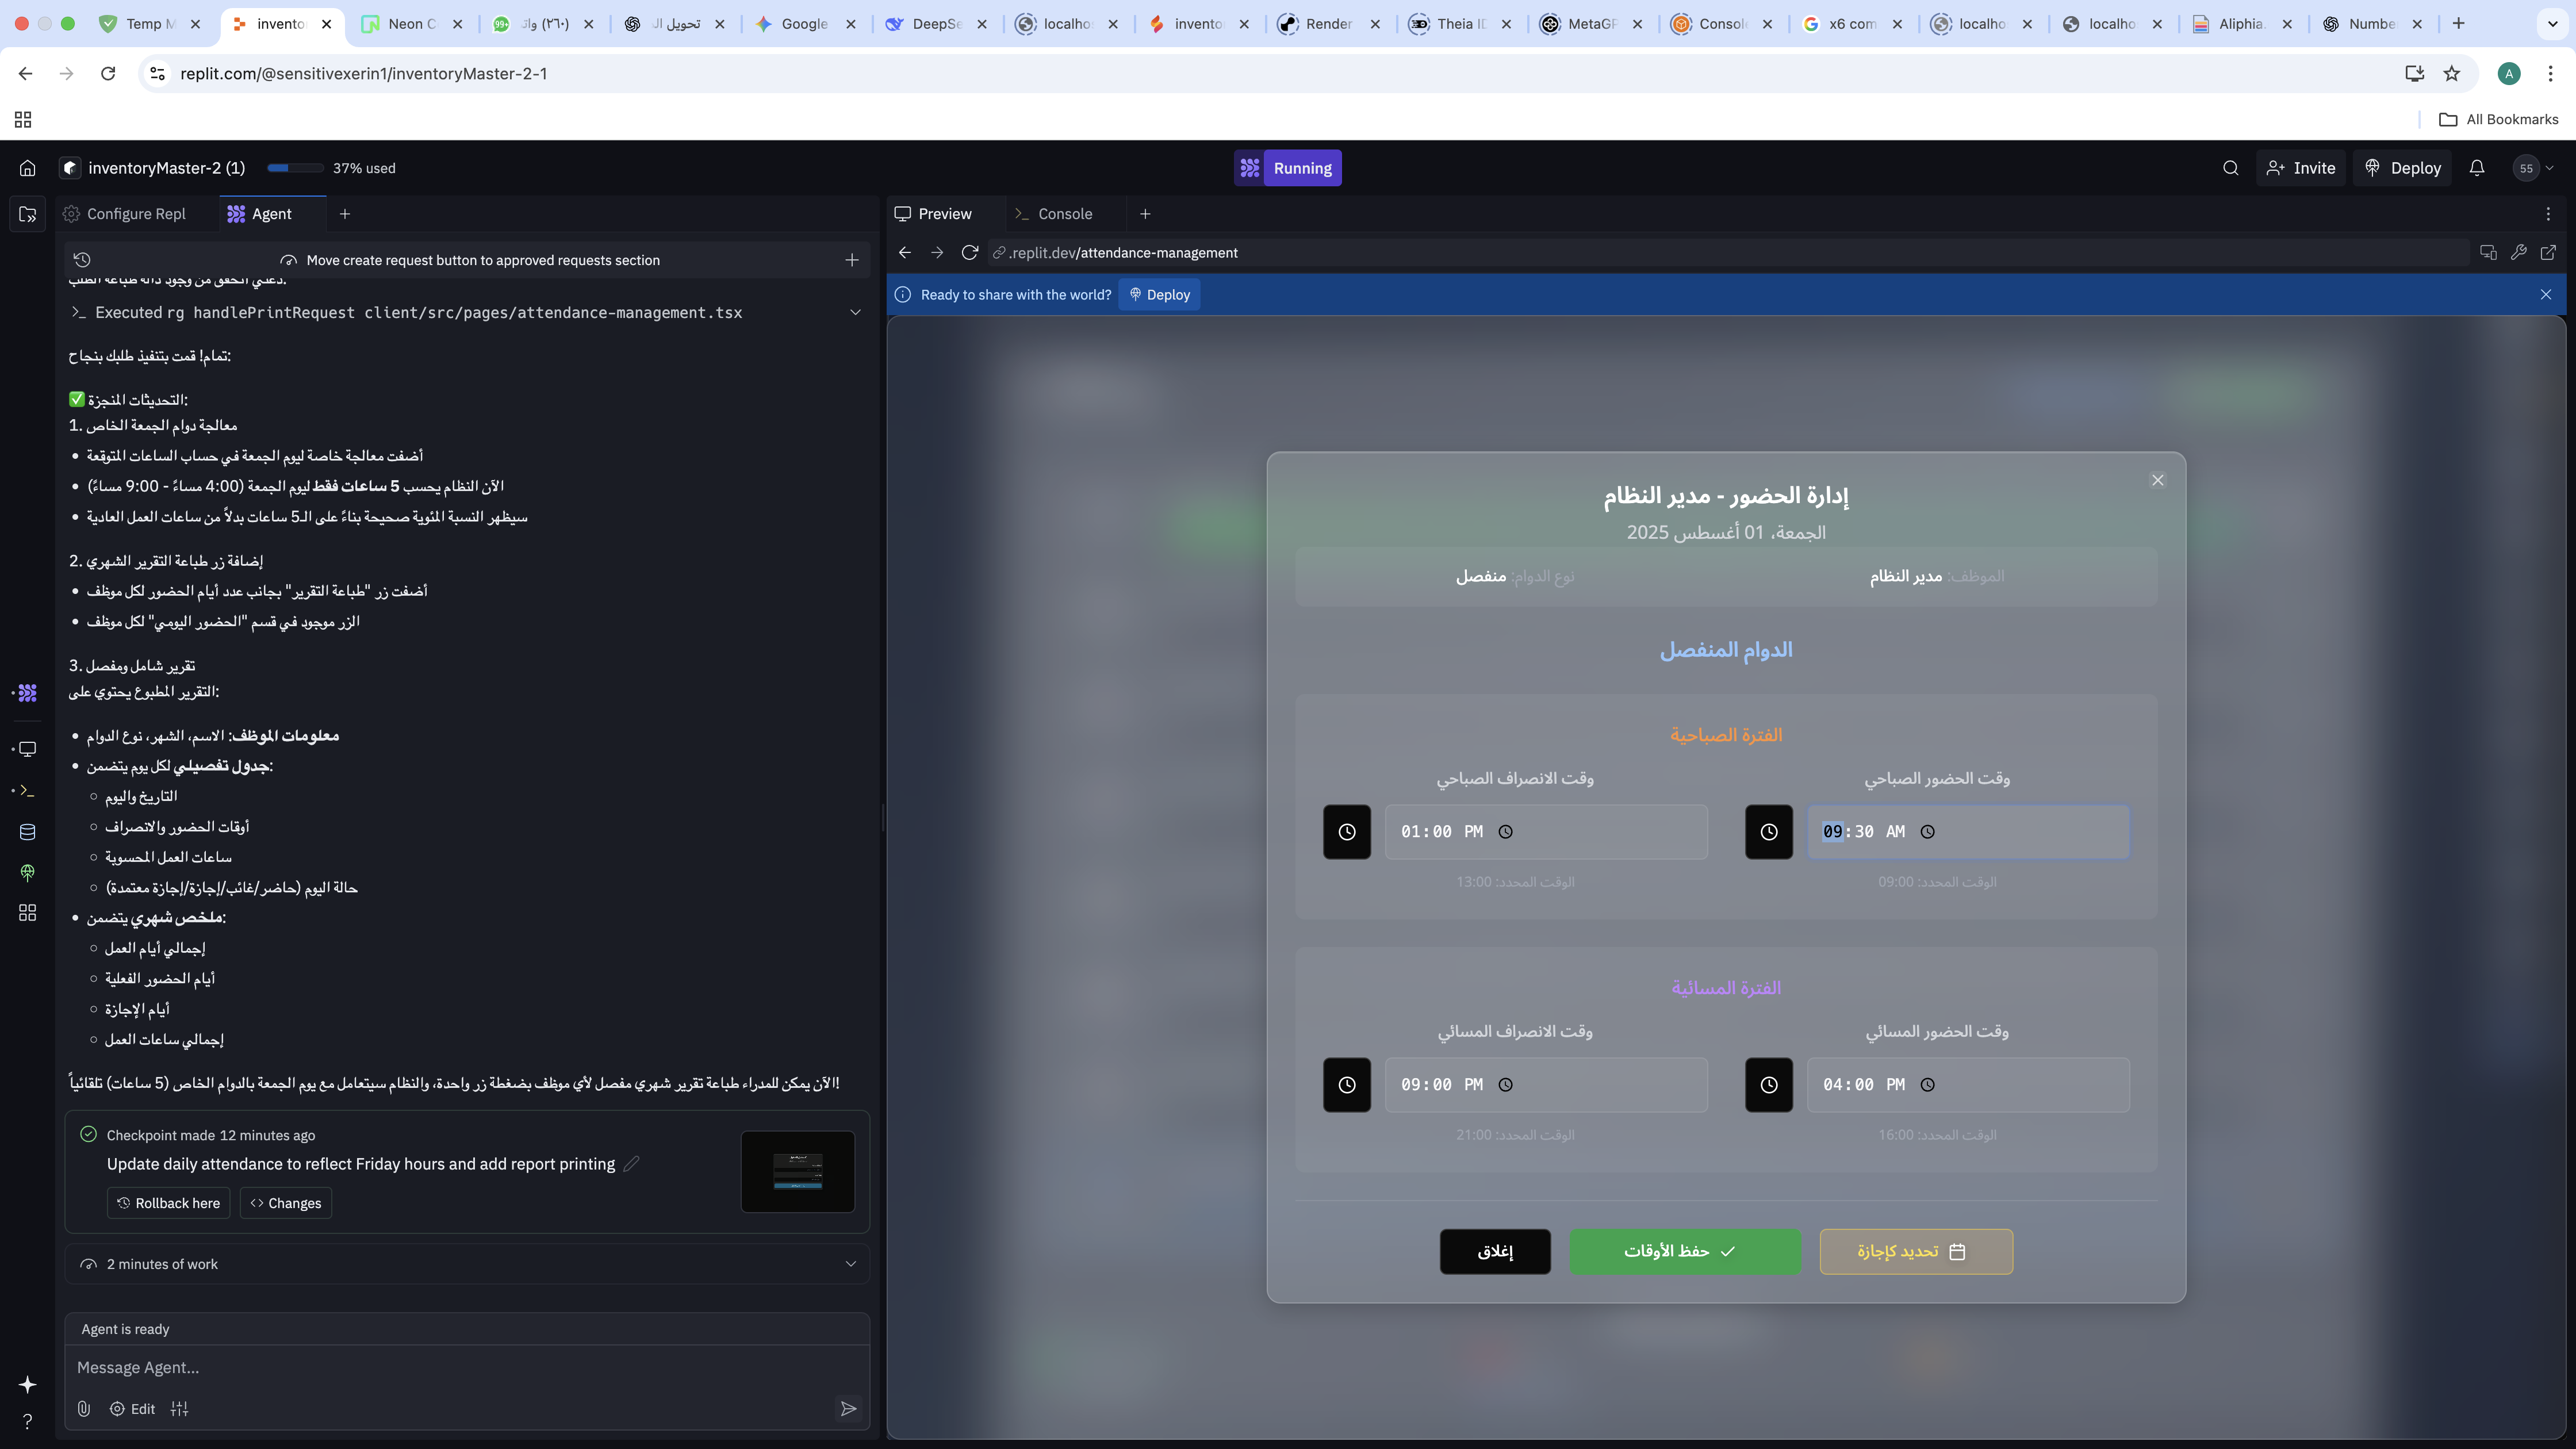 Temp M
invento
Neon C
(٢٦٠) وات
تحويل ال
Google
DeepSe
localho
invento
Render
Theia ID
MetaGP
Console
x6 com
localho
localho
Aliphia.
Number
replit.com/@sensitivexerin1/inventoryMaster-2-1
A
All Bookmarks
inventoryMaster-2 (1)
37% used
Running
Invite
Deploy
55
Configure Repl
Agent
Preview
Console
Move create request button to approved requests section
.replit.dev/attendance-management
Ready to share with the world?
Deploy
دعني أتحقق من وجود دالة طباعة الطلب:
Executed rg handlePrintRequest client/src/pages/attendance-management.tsx
تمام! قمت بتنفيذ طلبك بنجاح:
✅ التحديثات المنجزة:
1. معالجة دوام الجمعة الخاص
• أضفت معالجة خاصة ليوم الجمعة في حساب الساعات المتوقعة
• الآن النظام يحسب 5 ساعات فقط ليوم الجمعة (4:00 مساءً - 9:00 مساءً)
• سيظهر النسبة المئوية صحيحة بناءً على الـ5 ساعات بدلاً من ساعات العمل العادية
2. إضافة زر طباعة التقرير الشهري
• أضفت زر "طباعة التقرير" بجانب عدد أيام الحضور لكل موظف
• الزر موجود في قسم "الحضور اليومي" لكل موظف
3. تقرير شامل ومفصل
التقرير المطبوع يحتوي على:
• معلومات الموظف: الاسم، الشهر، نوع الدوام
• جدول تفصيلي لكل يوم يتضمن:
○ التاريخ واليوم
○ أوقات الحضور والانصراف
○ ساعات العمل المحسوبة
○ حالة اليوم (حاضر/غائب/إجازة/إجازة معتمدة)
• ملخص شهري يتضمن:
○ إجمالي أيام العمل
○ أيام الحضور الفعلية
○ أيام الإجازة
○ إجمالي ساعات العمل
الآن يمكن للمدراء طباعة تقرير شهري مفصل لأي موظف بضغطة زر واحدة، والنظام سيتعامل مع يوم الجمعة بالدوام الخاص (5 ساعات) تلقائياً!
Checkpoint made 12 minutes ago
Update daily attendance to reflect Friday hours and add report printing
Rollback here
Changes
2 minutes of work
Agent is ready
Message Agent...
Edit
إدارة الحضور - مدير النظام
الجمعة، 01 أغسطس 2025
الموظف: مدير النظام
نوع الدوام: منفصل
الدوام المنفصل
الفترة الصباحية
وقت الحضور الصباحي
وقت الانصراف الصباحي
09:30 AM
01:00 PM
الوقت المحدد: 09:00
الوقت المحدد: 13:00
الفترة المسائية
وقت الحضور المسائي
وقت الانصراف المسائي
04:00 PM
09:00 PM
الوقت المحدد: 16:00
الوقت المحدد: 21:00
تحديد كإجازة
حفظ الأوقات
إغلاق